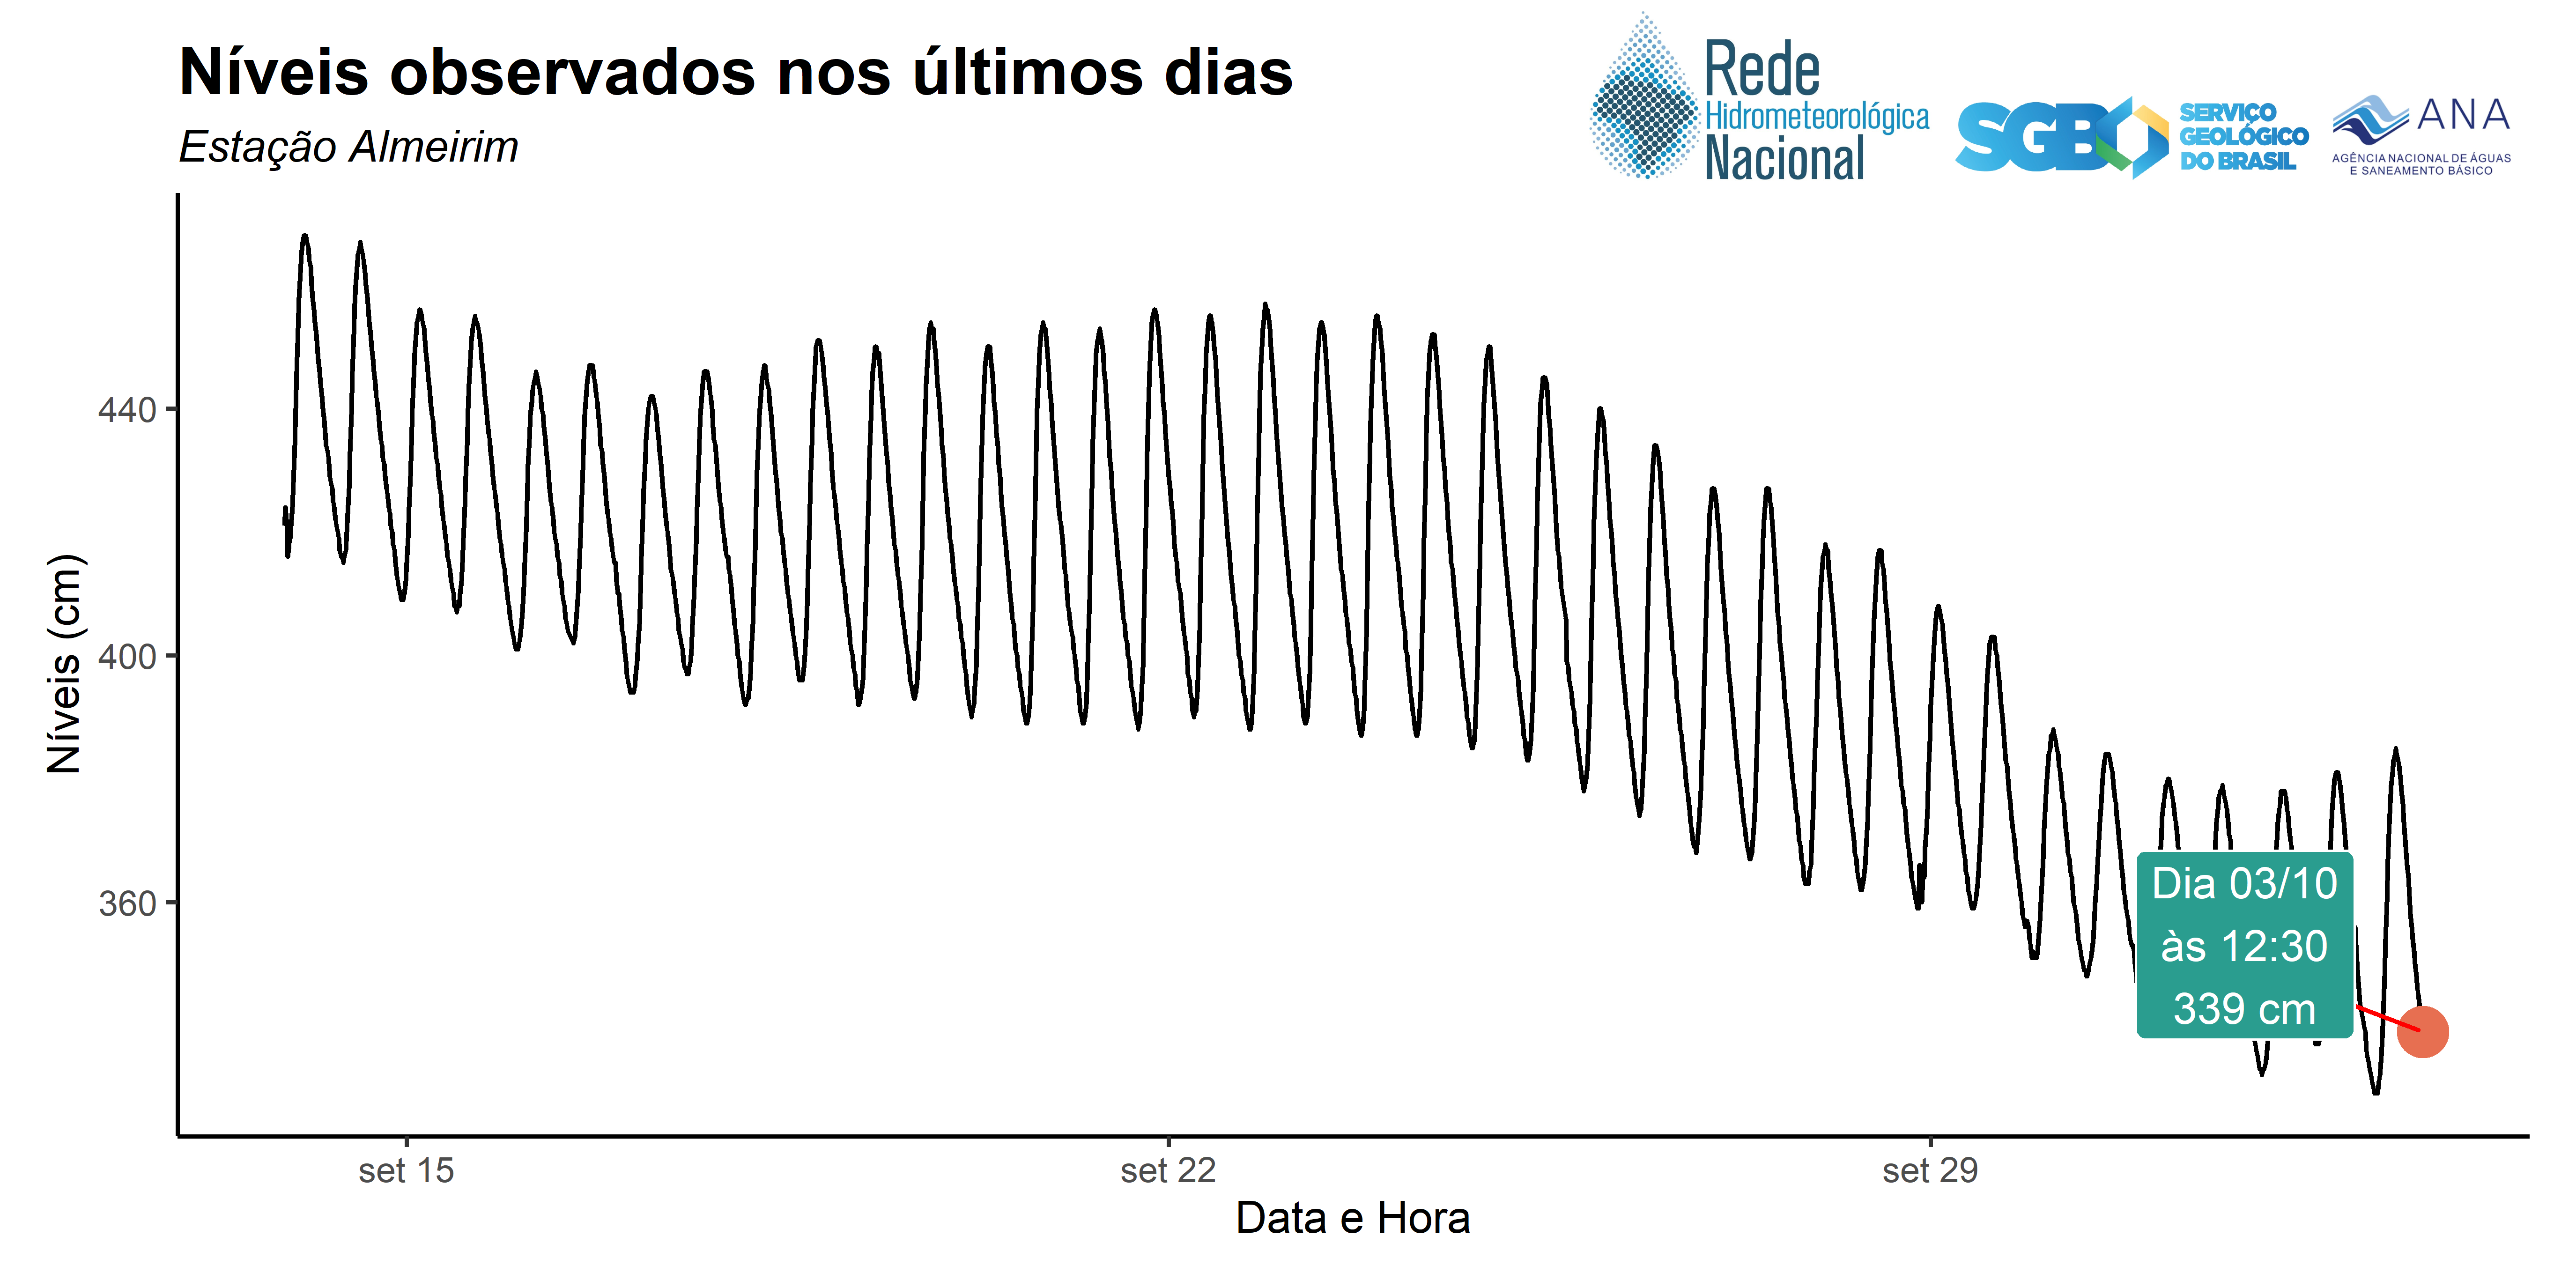 Níveis observados nos últimos dias
Estação Almeirim
Rede
Hidrometeorológica
Nacional
SGB
SERVIÇO
GEOLÓGICO
DO BRASIL
ANA
AGÊNCIA NACIONAL DE ÁGUAS
E SANEAMENTO BÁSICO
Níveis (cm)
440
400
360
Dia 03/10
às 12:30
339 cm
set 15
set 22
set 29
Data e Hora